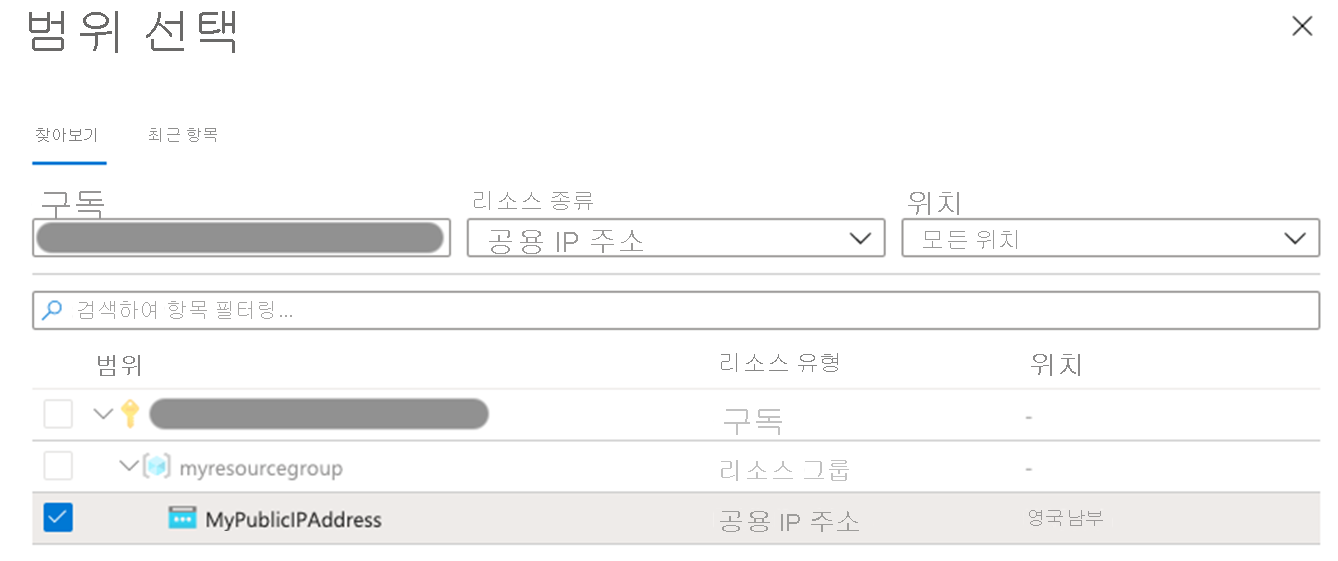 범위 선택
찾아보기 최근 항목
구독 리소스 종류 위치
공용 IP 주소 모든 위치
검색하여 항목 필터링...
범위 리소스 유형 위치
구독 -
myresourcegroup 리소스 그룹 -
MyPublicIPAddress 공용 IP 주소 영국 남부